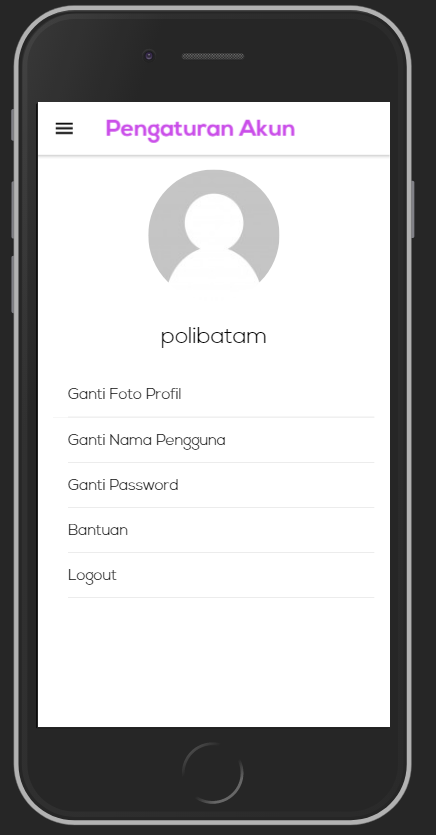 Pengaturan Akun
polibatam
Ganti Foto Profil
Ganti Nama Pengguna
Ganti Password
Bantuan
Logout